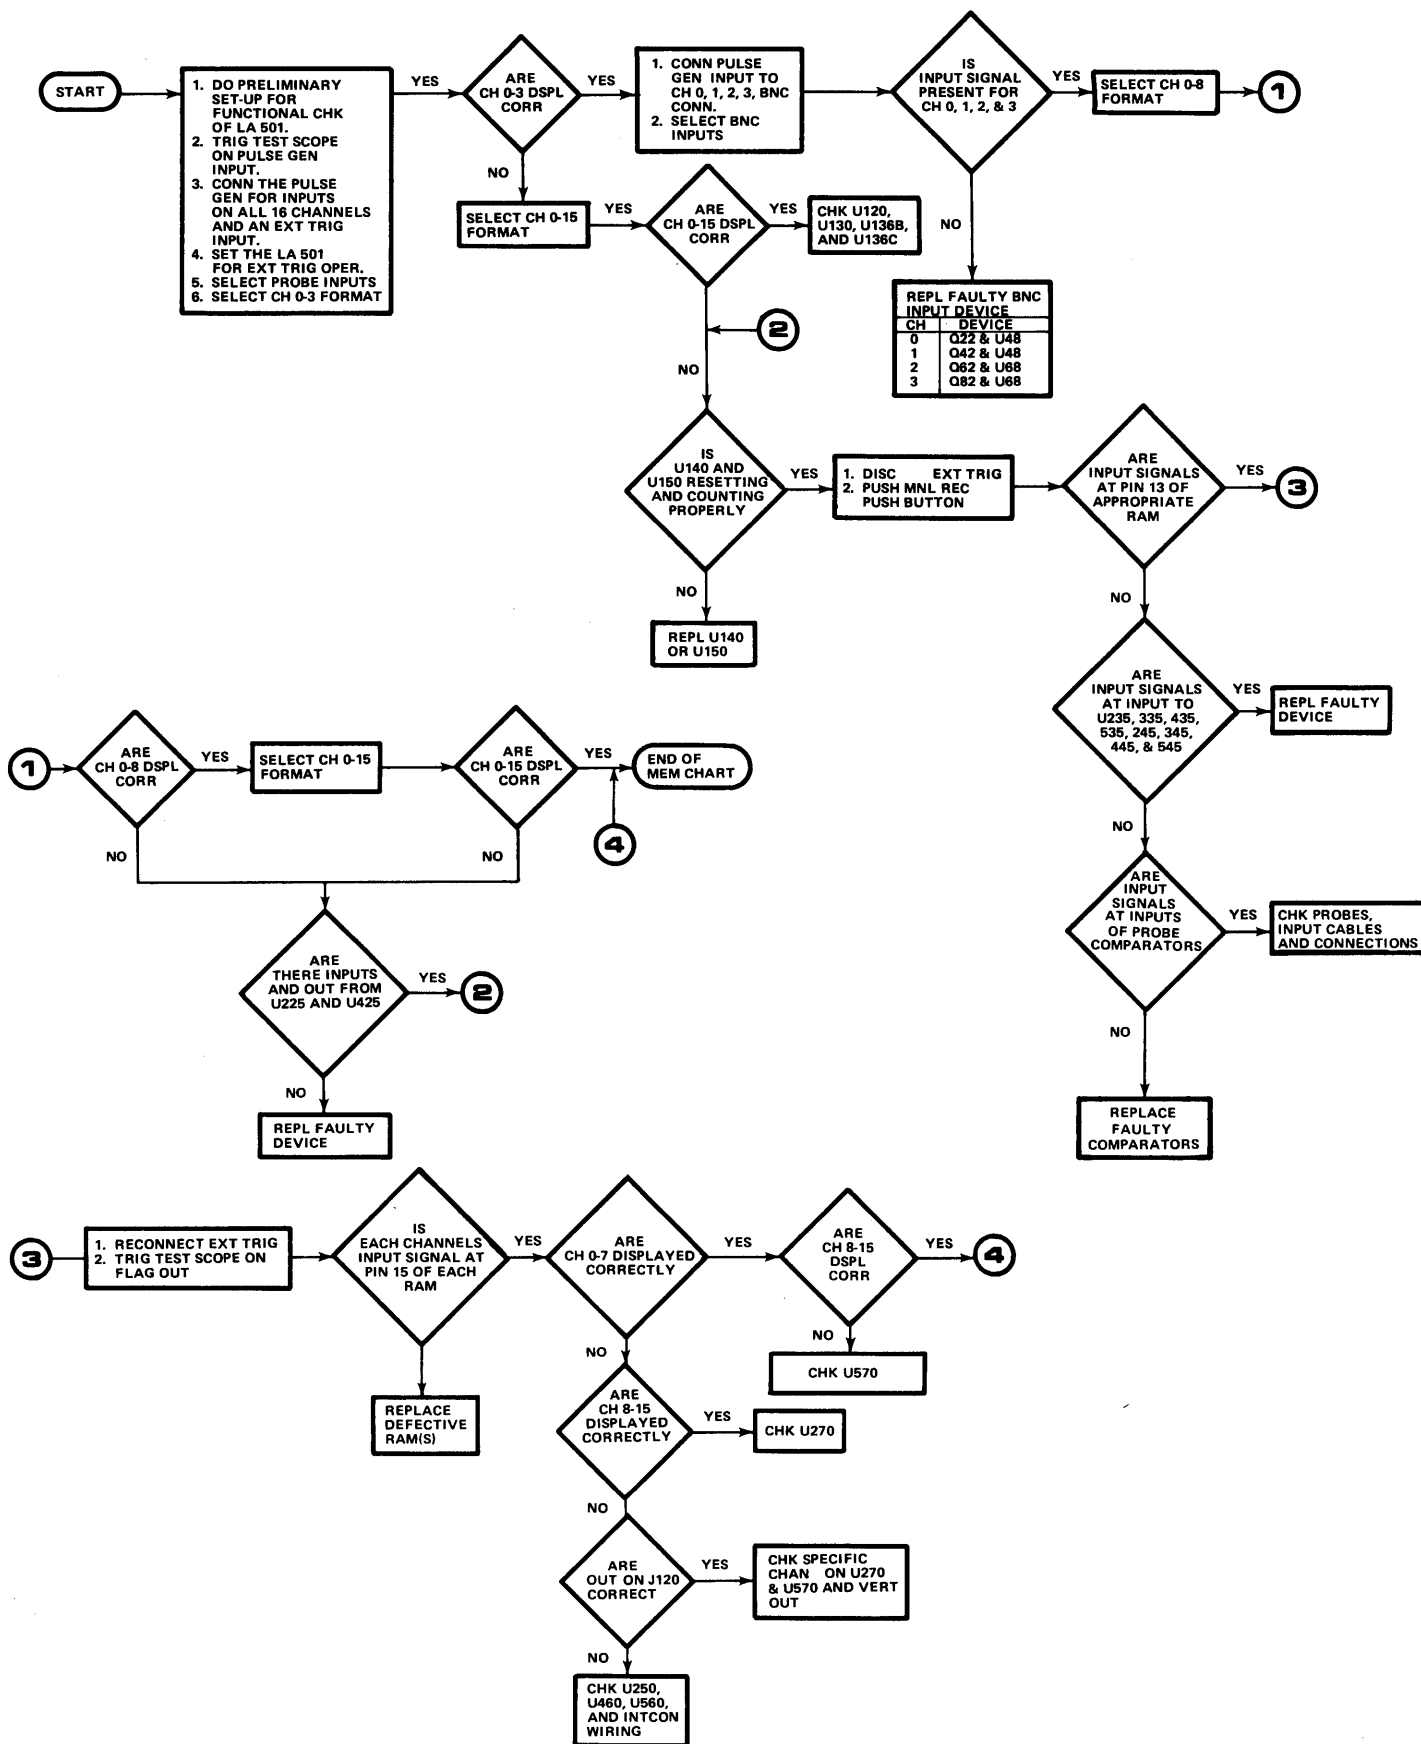 START
1. DO PRELIMINARY
SET-UP FOR
FUNCTIONAL CHK
OF LA 501.
2. TRIG TEST SCOPE
ON PULSE GEN
INPUT.
3. CONN THE PULSE
GEN FOR INPUTS
ON ALL 16 CHANNELS
AND AN EXT TRIG
INPUT.
4. SET THE LA 501
FOR EXT TRIG OPER.
5. SELECT PROBE INPUTS
6. SELECT CH 0-3 FORMAT
YES
ARE
CH 0-3 DSPL
CORR
YES
1. CONN PULSE
GEN INPUT TO
CH 0, 1, 2, 3, BNC
CONN.
2. SELECT BNC
INPUTS
IS
INPUT SIGNAL
PRESENT FOR
CH 0, 1, 2, & 3
YES
SELECT CH 0-8
FORMAT
1
NO
SELECT CH 0-15
FORMAT
YES
ARE
CH 0-15 DSPL
CORR
YES
CHK U120,
U130, U136B,
AND U136C
NO
REPL FAULTY BNC
INPUT DEVICE
CH DEVICE
0 Q22 & U48
1 Q42 & U48
2 Q62 & U68
3 Q82 & U68
2
NO
IS
U140 AND
U150 RESETTING
AND COUNTING
PROPERLY
YES
1. DISC EXT TRIG
2. PUSH MNL REC
PUSH BUTTON
ARE
INPUT SIGNALS
AT PIN 13 OF
APPROPRIATE
RAM
YES
3
NO
REPL U140
OR U150
NO
ARE
INPUT SIGNALS
AT INPUT TO
U235, 335, 435,
535, 245, 345,
445, & 545
YES
REPL FAULTY
DEVICE
NO
ARE
INPUT
SIGNALS
AT INPUTS
OF PROBE
COMPARATORS
YES
CHK PROBES,
INPUT CABLES
AND CONNECTIONS
NO
REPLACE
FAULTY
COMPARATORS
1
ARE
CH 0-8 DSPL
CORR
YES
SELECT CH 0-15
FORMAT
ARE
CH 0-15 DSPL
CORR
YES
END OF
MEM CHART
4
NO
NO
ARE
THERE INPUTS
AND OUT FROM
U225 AND U425
YES
2
NO
REPL FAULTY
DEVICE
3
1. RECONNECT EXT TRIG
2. TRIG TEST SCOPE ON
FLAG OUT
IS
EACH CHANNELS
INPUT SIGNAL AT
PIN 15 OF EACH
RAM
YES
ARE
CH 0-7 DISPLAYED
CORRECTLY
YES
ARE
CH 8-15
DSPL
CORR
YES
4
REPLACE
DEFECTIVE
RAM(S)
NO
NO
CHK U570
ARE
CH 8-15
DISPLAYED
CORRECTLY
YES
CHK U270
NO
ARE
OUT ON J120
CORRECT
YES
CHK SPECIFIC
CHAN ON U270
& U570 AND VERT
OUT
NO
CHK U250,
U460, U560,
AND INTCON
WIRING